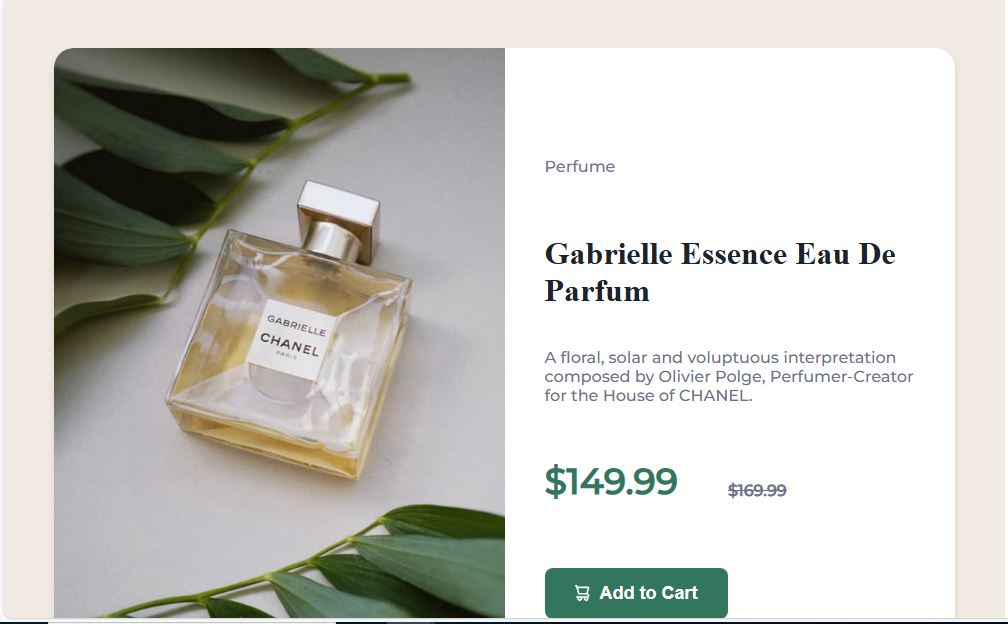 GABRIELLE
CHANEL
PARIS
Perfume
Gabrielle Essence Eau De
Parfum
A floral, solar and voluptuous interpretation
composed by Olivier Polge, Perfumer-Creator
for the House of CHANEL.
$149.99 $169.99
Add to Cart